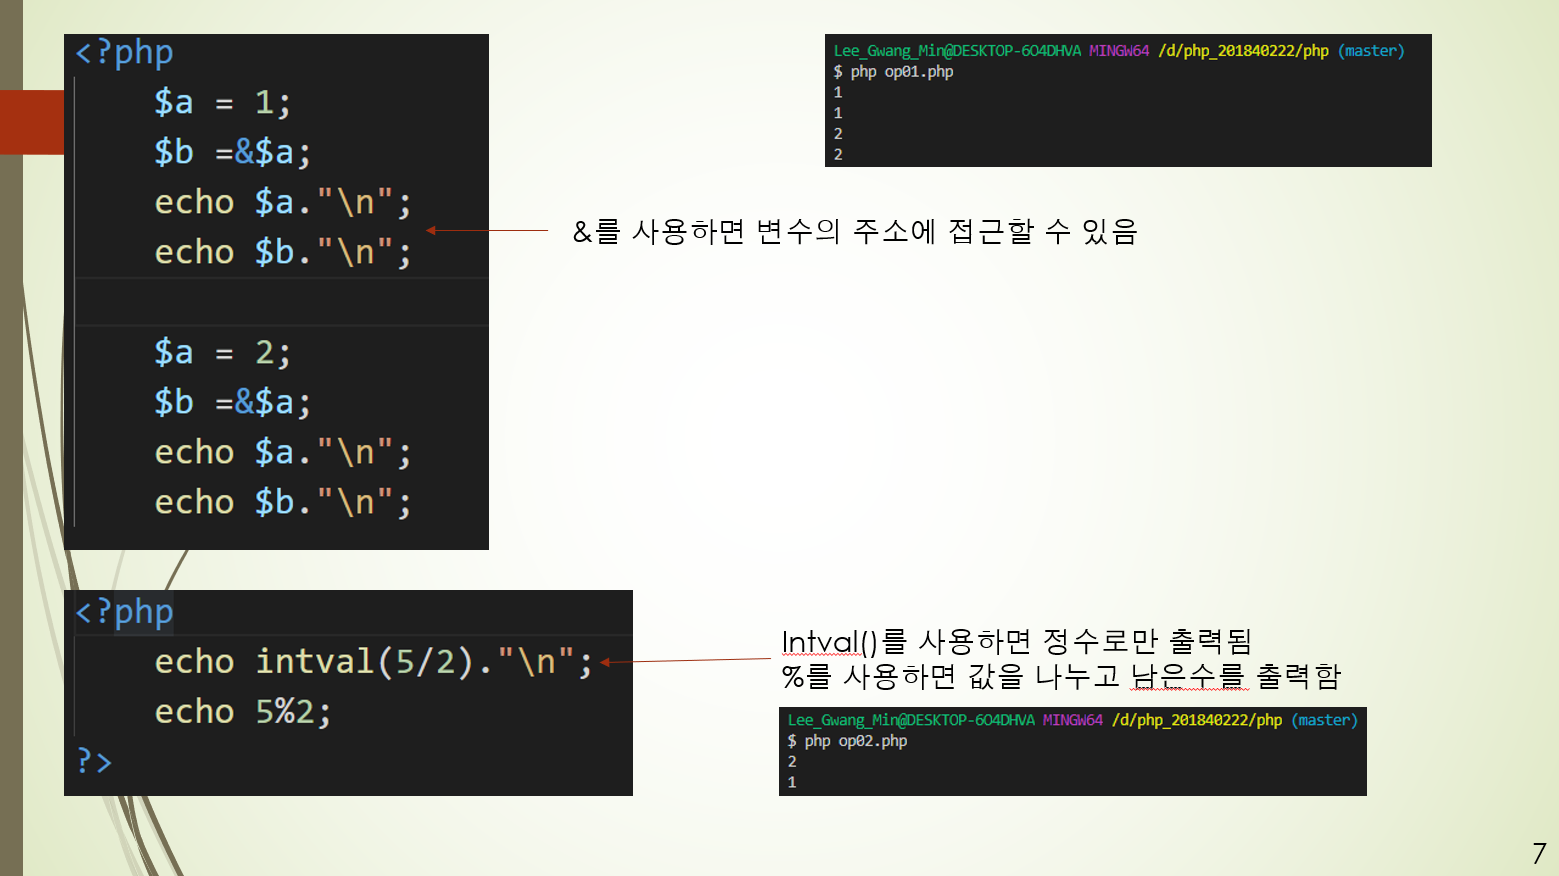 <?php
$a = 1;
$b =&$a;
echo $a."\n";
echo $b."\n";
$a = 2;
$b =&$a;
echo $a."\n";
echo $b."\n";
Lee_Gwang_Min@DESKTOP-6O4DHVA MINGW64 /d/php_201840222/php (master)
$ php op01.php
1
1
2
2
&를 사용하면 변수의 주소에 접근할 수 있음
<?php
echo intval(5/2)."\n";
echo 5%2;
?>
Intval()를 사용하면 정수로만 출력됨
%를 사용하면 값을 나누고 남은수를 출력함
Lee_Gwang_Min@DESKTOP-6O4DHVA MINGW64 /d/php_201840222/php (master)
$ php op02.php
2
1
7